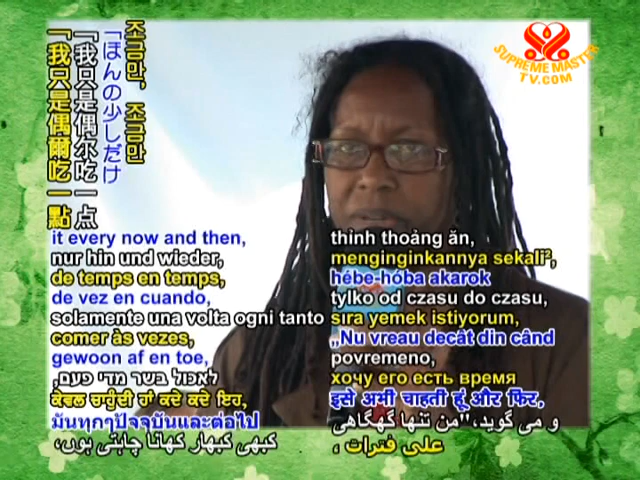 SUPREME MASTER
TV.COM
조금만, 조금만
「ほんの少しだけ
「我只是偶尔吃一点
「我只是偶爾吃一點
it every now and then,
nur hin und wieder,
de temps en temps,
de vez en cuando,
solamente una volta ogni tanto
comer às vezes,
gewoon af en toe,
לאכול בשר מדי פעם,
ਕੇਵਲ ਚਾਹੁੰਦੀ ਹਾਂ ਕਦੇ ਕਦੇ ਇਹ,
มันทุกๆปัจจุบันและต่อไป
کبھی کبھار کھانا چاہتی ہوں،
thỉnh thoảng ăn,
menginginkannya sekali²,
hébe-hóba akarok
tylko od czasu do czasu,
sıra yemek istiyorum,
„Nu vreau decât din când
povremeno,
хочу его есть время
इसे अभी चाहती हूं और फिर,
و می گوید،"من تنها گهگاهی
على فترات ،